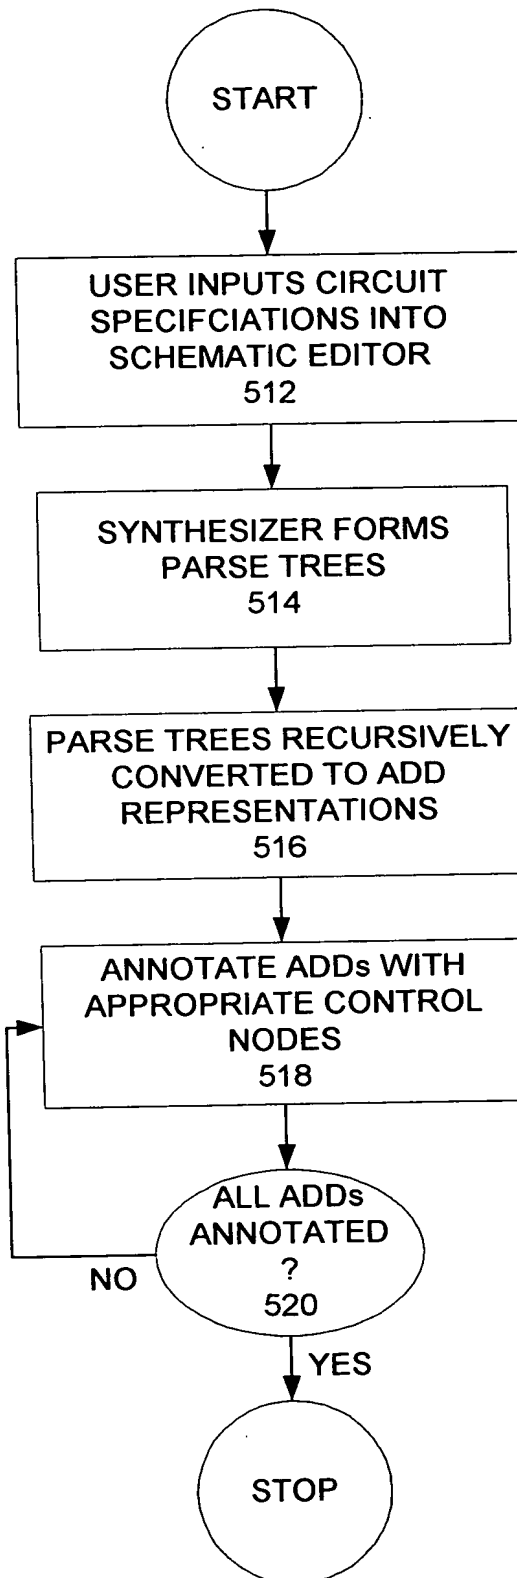 START
USER INPUTS CIRCUIT
SPECIFCIATIONS INTO
SCHEMATIC EDITOR
512
SYNTHESIZER FORMS
PARSE TREES
514
PARSE TREES RECURSIVELY
CONVERTED TO ADD
REPRESENTATIONS
516
ANNOTATE ADDs WITH
APPROPRIATE CONTROL
NODES
518
ALL ADDs
ANNOTATED
?
520
NO
YES
STOP